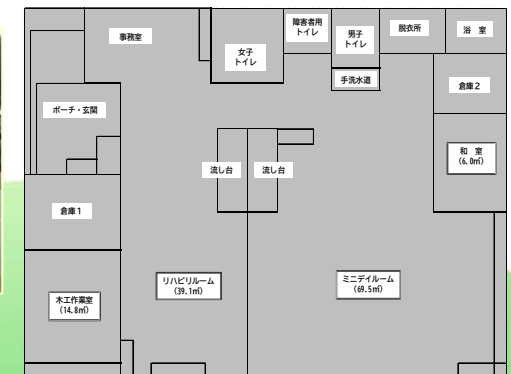 事務室
女子
トイレ
障害者用
トイレ
男子
トイレ
脱衣所
浴 室
手洗水道
倉庫2
ポーチ・玄関
和 室
(6.0㎡)
流し台
流し台
倉庫1
リハビリルーム
(39.1㎡)
ミニデイルーム
(69.5㎡)
木工作業室
(14.8㎡)